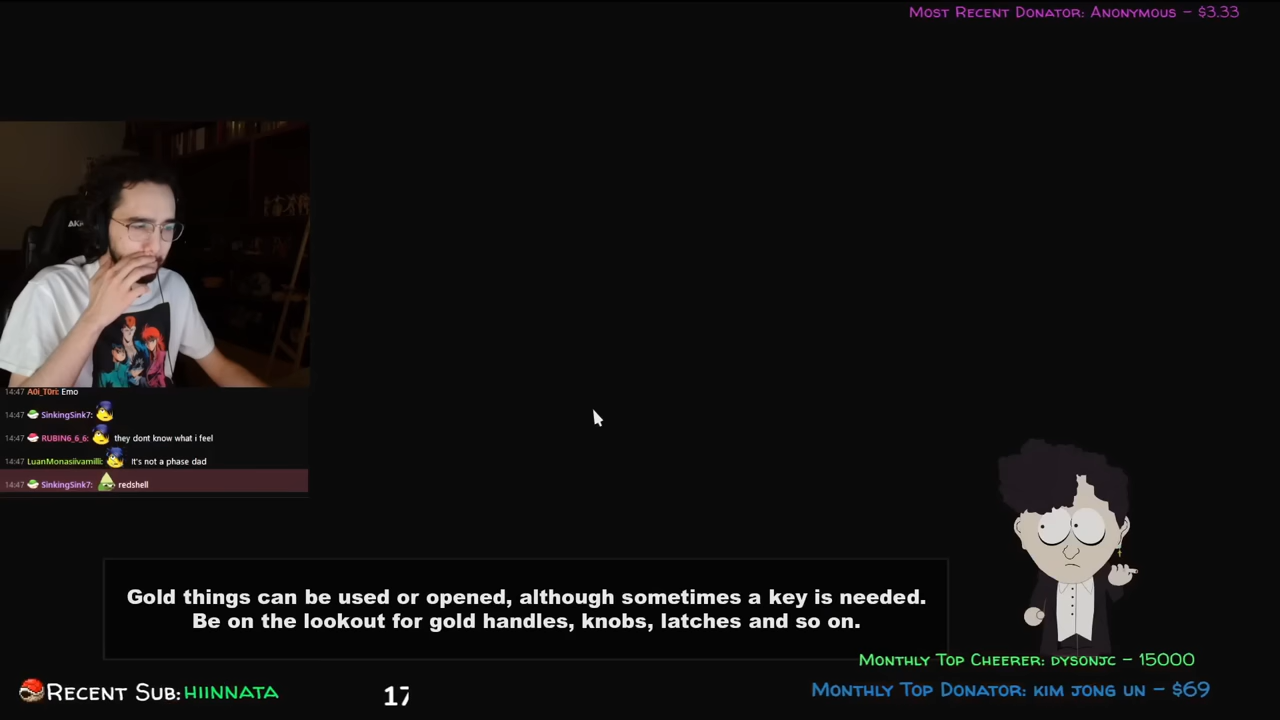 Most Recent Donator: Anonymous – $3.33
14:47 A0i_T0ri: Emo
14:47 SinkingSink7:
14:47 RUBIN6_6_6: they dont know what i feel
14:47 LuanMonasiivamilli: It's not a phase dad
14:47 SinkingSink7: redshell
Gold things can be used or opened, although sometimes a key is needed.
Be on the lookout for gold handles, knobs, latches and so on.
Monthly Top Cheerer: dysonjc – 15000
Recent Sub: hiinnata
17
Monthly Top Donator: kim jong un – $69